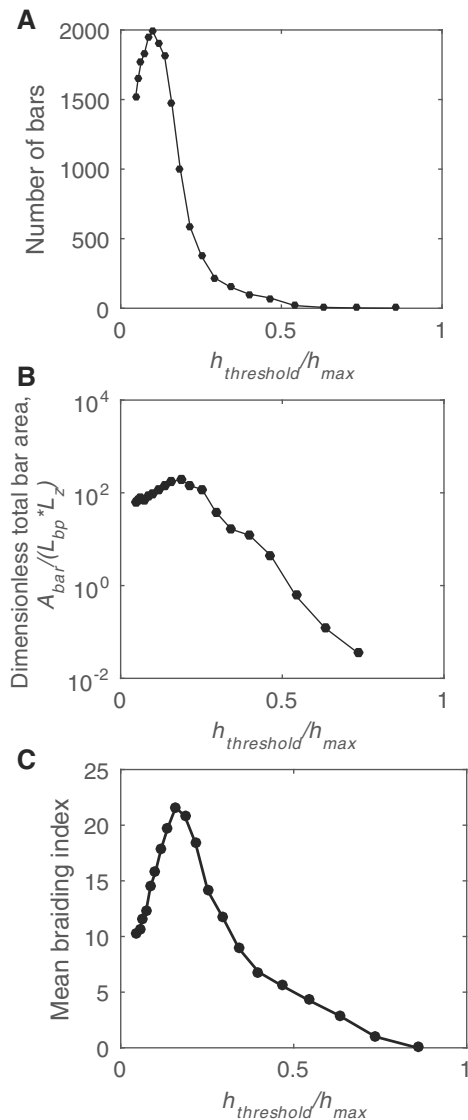 A
2000
1500
1000
500
0
0
0.5
1
Number of bars
h_threshold/h_max
B
10^4
10^2
10^0
10^-2
0
0.5
1
Dimensionless total bar area,
A_bar/(L_bp*L_z)
h_threshold/h_max
C
25
20
15
10
5
0
0
0.5
1
Mean braiding index
h_threshold/h_max